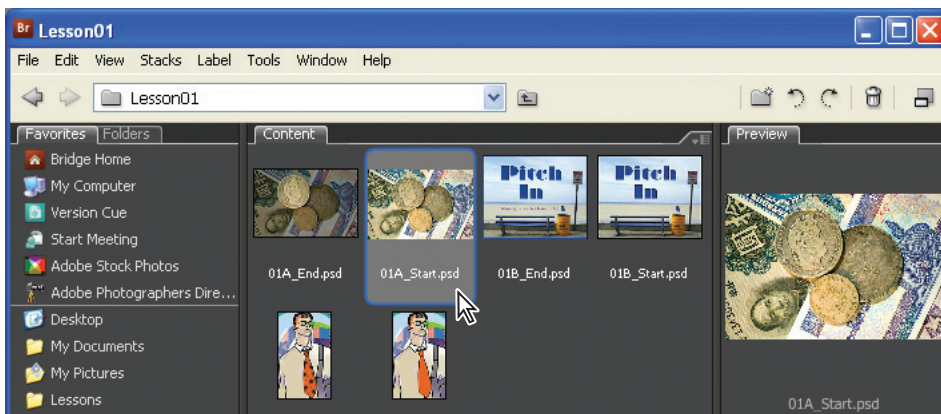 Br Lesson01
File Edit View Stacks Label Tools Window Help
Lesson01
Favorites Folders
Bridge Home
My Computer
Version Cue
Start Meeting
Adobe Stock Photos
Adobe Photographers Dire...
Desktop
My Documents
My Pictures
Lessons
Content
Pitch
In
Pitch
In
01A_End.psd 01A_Start.psd 01B_End.psd 01B_Start.psd
Preview
01A_Start.psd